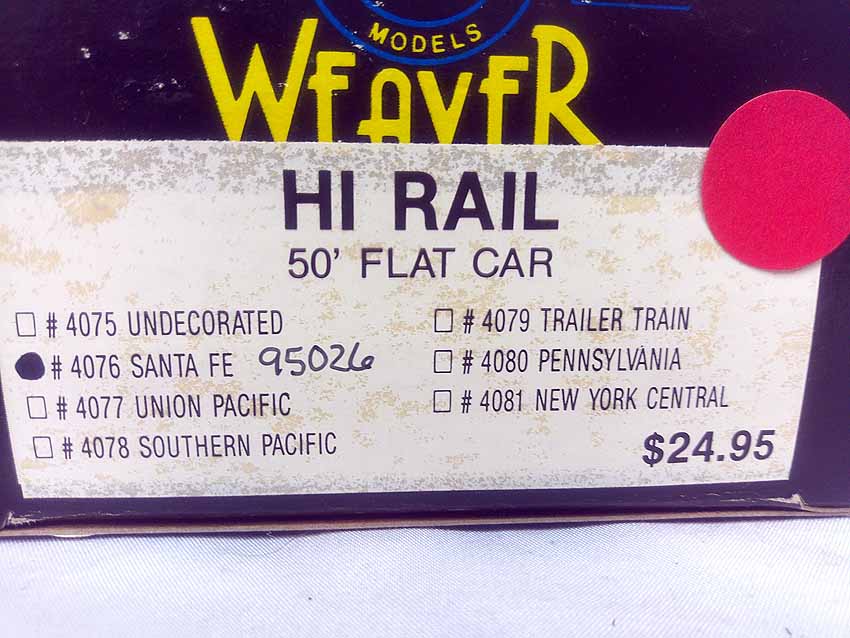 MODELS
WEAVER
HI RAIL
50' FLAT CAR
# 4075 UNDECORATED
# 4076 SANTA FE 95026
# 4077 UNION PACIFIC
# 4078 SOUTHERN PACIFIC
# 4079 TRAILER TRAIN
# 4080 PENNSYLVANIA
# 4081 NEW YORK CENTRAL
$24.95